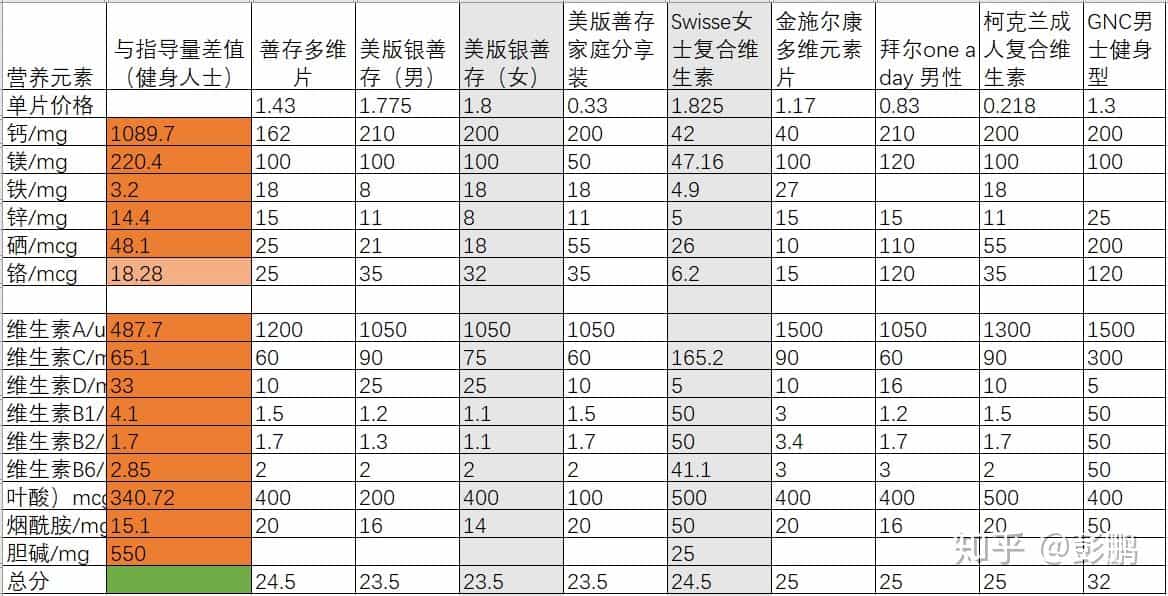 营养元素 与指导量差值（健身人士） 善存多维片 美版银善存（男） 美版银善存（女） 美版善存家庭分享装 Swisse女士复合维生素 金施尔康多维元素片 拜尔one a day 男性 柯克兰成人复合维生素 GNC男士健身型
单片价格 1.43 1.775 1.8 0.33 1.825 1.17 0.83 0.218 1.3
钙/mg 1089.7 162 210 200 200 42 40 210 200 200
镁/mg 220.4 100 100 100 50 47.16 100 120 100 100
铁/mg 3.2 18 8 18 18 4.9 27 18
锌/mg 14.4 15 11 8 11 5 15 15 11 25
硒/mcg 48.1 25 21 18 55 26 10 110 55 200
铬/mcg 18.28 25 35 32 35 6.2 15 120 35 120
维生素A/u 487.7 1200 1050 1050 1050 1500 1050 1300 1500
维生素C/m 65.1 60 90 75 60 165.2 90 60 90 300
维生素D/m 33 10 25 25 10 5 10 16 10 5
维生素B1/ 4.1 1.5 1.2 1.1 1.5 50 3 1.2 1.5 50
维生素B2/ 1.7 1.7 1.3 1.1 1.7 50 3.4 1.7 1.7 50
维生素B6/ 2.85 2 2 2 2 41.1 3 3 2 50
叶酸）mcg 340.72 400 200 400 100 500 400 400 500 400
烟酰胺/mg 15.1 20 16 14 20 50 20 16 20 50
胆碱/mg 550 25
总分 24.5 23.5 23.5 23.5 24.5 25 25 25 32
知乎 @彭鹏